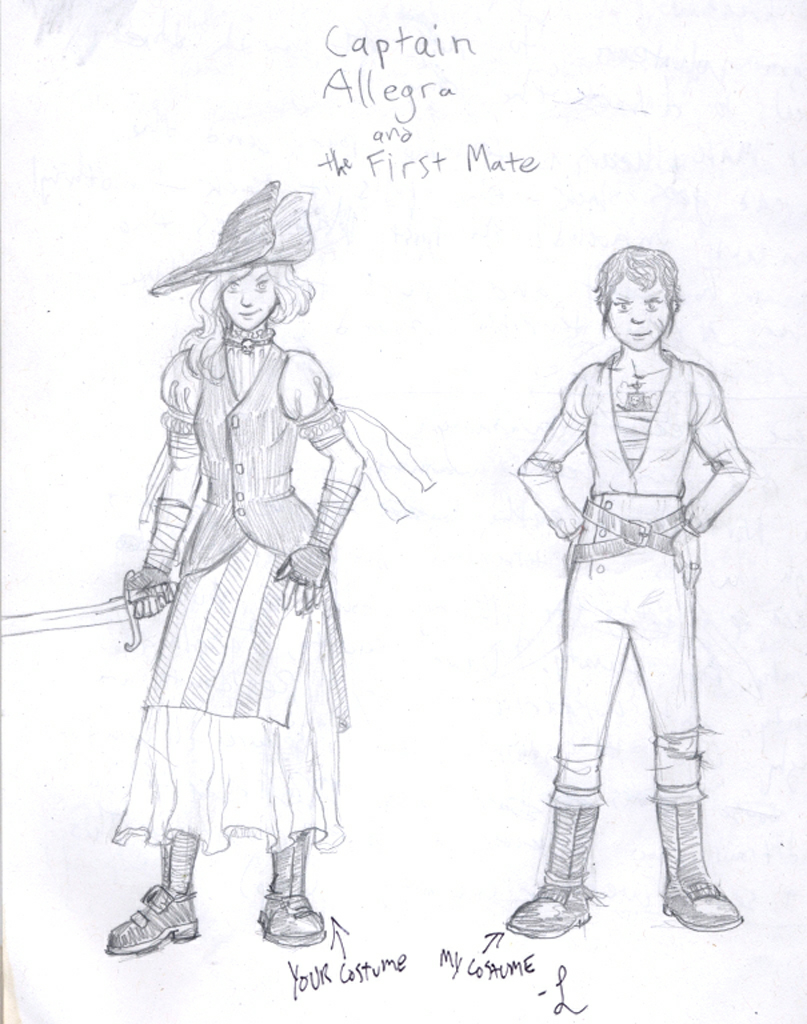 Captain
Allegra
and
the First Mate
YOUR Costume
MY COSTUME
-L